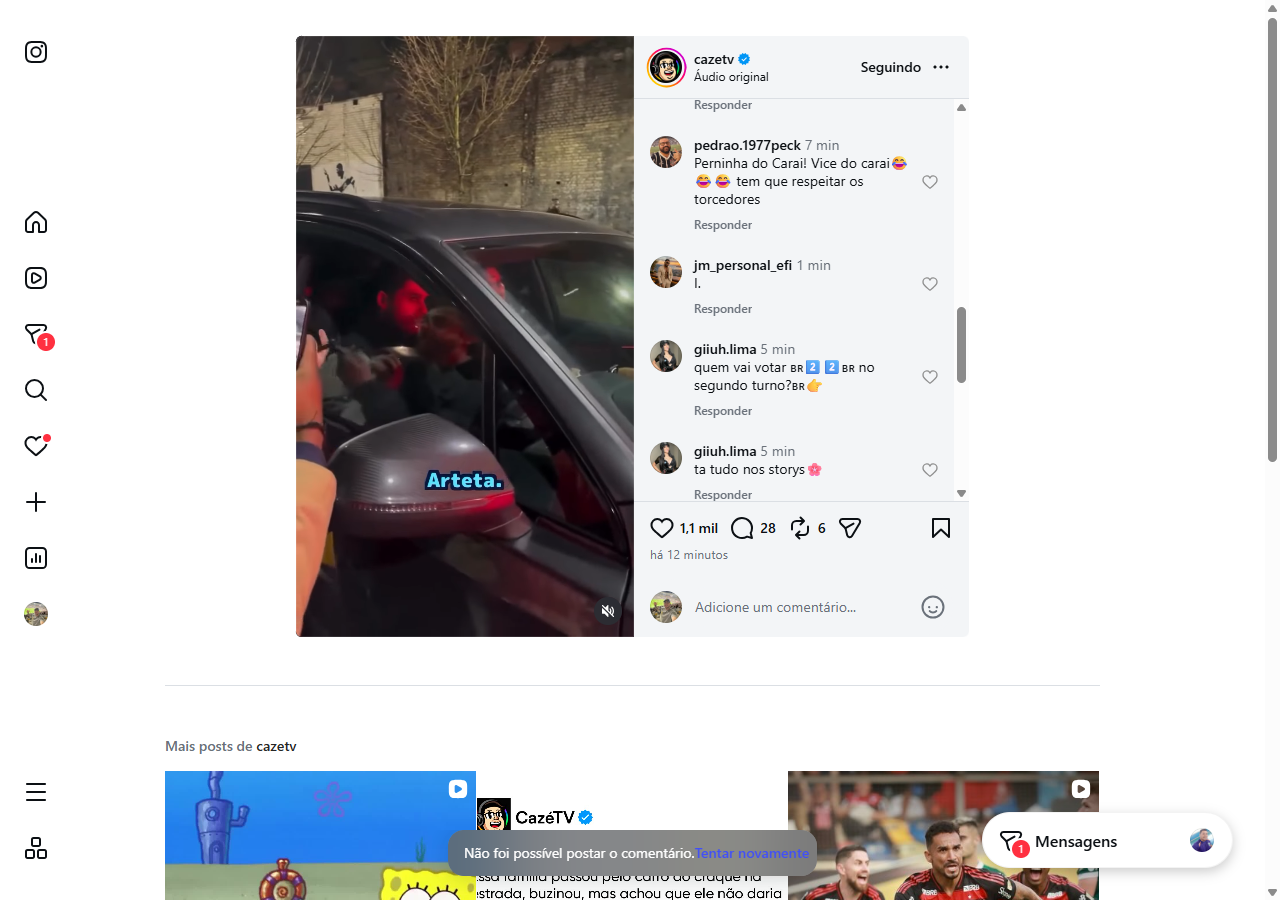 cazetv
Áudio original
Seguindo
Responder
pedrao.1977peck 7 min
Perninha do Carai! Vice do carai😂
😂😂 tem que respeitar os
torcedores
Responder
jm_personal_efi 1 min
l.
Responder
giiuh.lima 5 min
quem vai votar ʙʀ2️⃣ 2️⃣ʙʀ no
segundo turno?ʙʀ👉
Responder
giiuh.lima 5 min
ta tudo nos storys🌸
Responder
Arteta.
1,1 mil 28 6
há 12 minutos
Adicione um comentário...
1
Mais posts de cazetv
CazéTV
Não foi possível postar o comentário.Tentar novamente
estrada, buzinou, mas achou que ele não daria
1
Mensagens